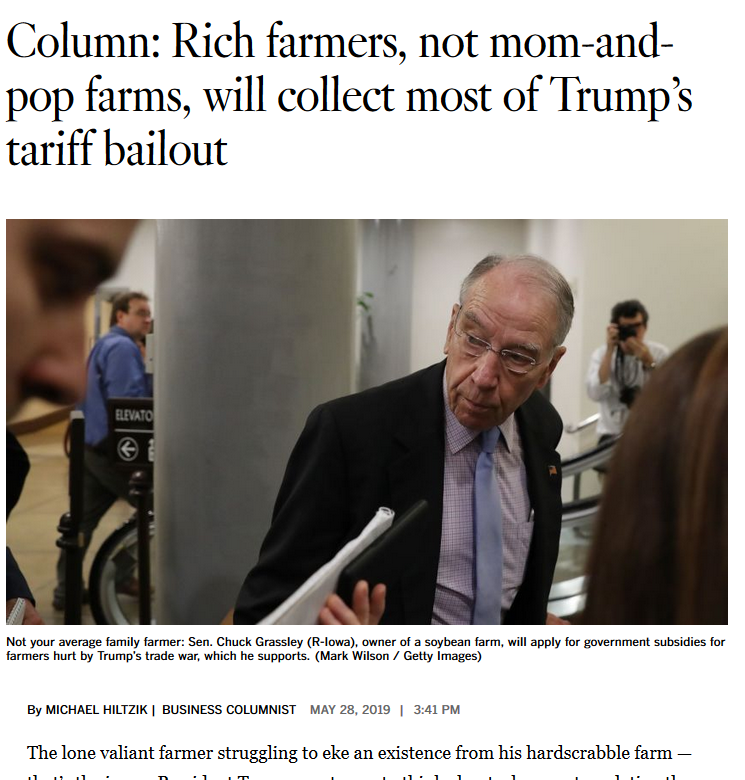 Column: Rich farmers, not mom-and-
pop farms, will collect most of Trump’s
tariff bailout
ELEVATO
Not your average family farmer: Sen. Chuck Grassley (R-Iowa), owner of a soybean farm, will apply for government subsidies for
farmers hurt by Trump’s trade war, which he supports. (Mark Wilson / Getty Images)
By MICHAEL HILTZIK | BUSINESS COLUMNIST MAY 28, 2019 | 3:41 PM
The lone valiant farmer struggling to eke an existence from his hardscrabble farm —